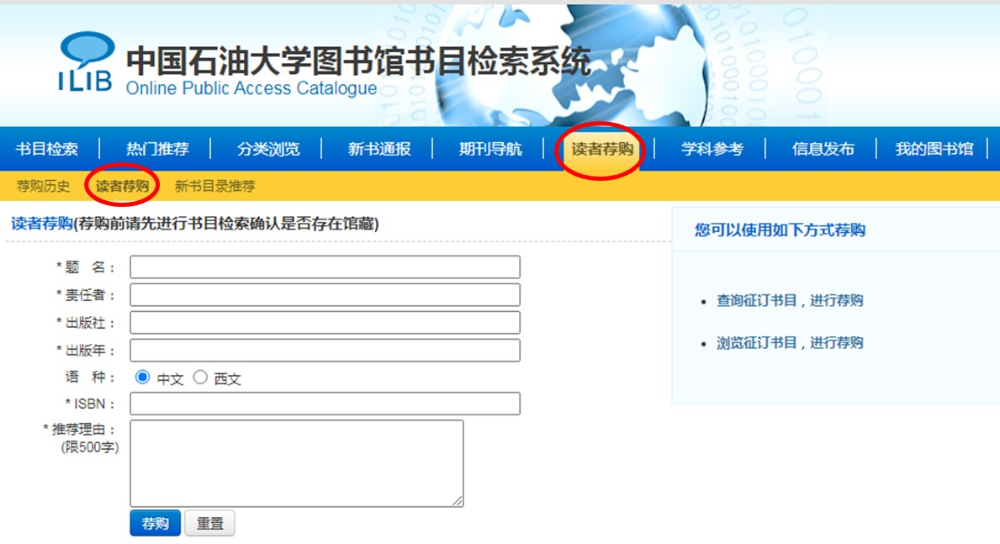 ILIB
中国石油大学图书馆书目检索系统
Online Public Access Catalogue
书目检索 热门推荐 分类浏览 新书通报 期刊导航 读者荐购 学科参考 信息发布 我的图书馆
荐购历史 读者荐购 新书目录推荐
读者荐购(荐购前请先进行书目检索确认是否存在馆藏)
* 题 名：
* 责任者：
* 出版社：
* 出版年：
语 种： 中文 西文
* ISBN：
* 推荐理由：
(限500字)
荐购 重置
您可以使用如下方式荐购
查询征订书目，进行荐购
浏览征订书目，进行荐购